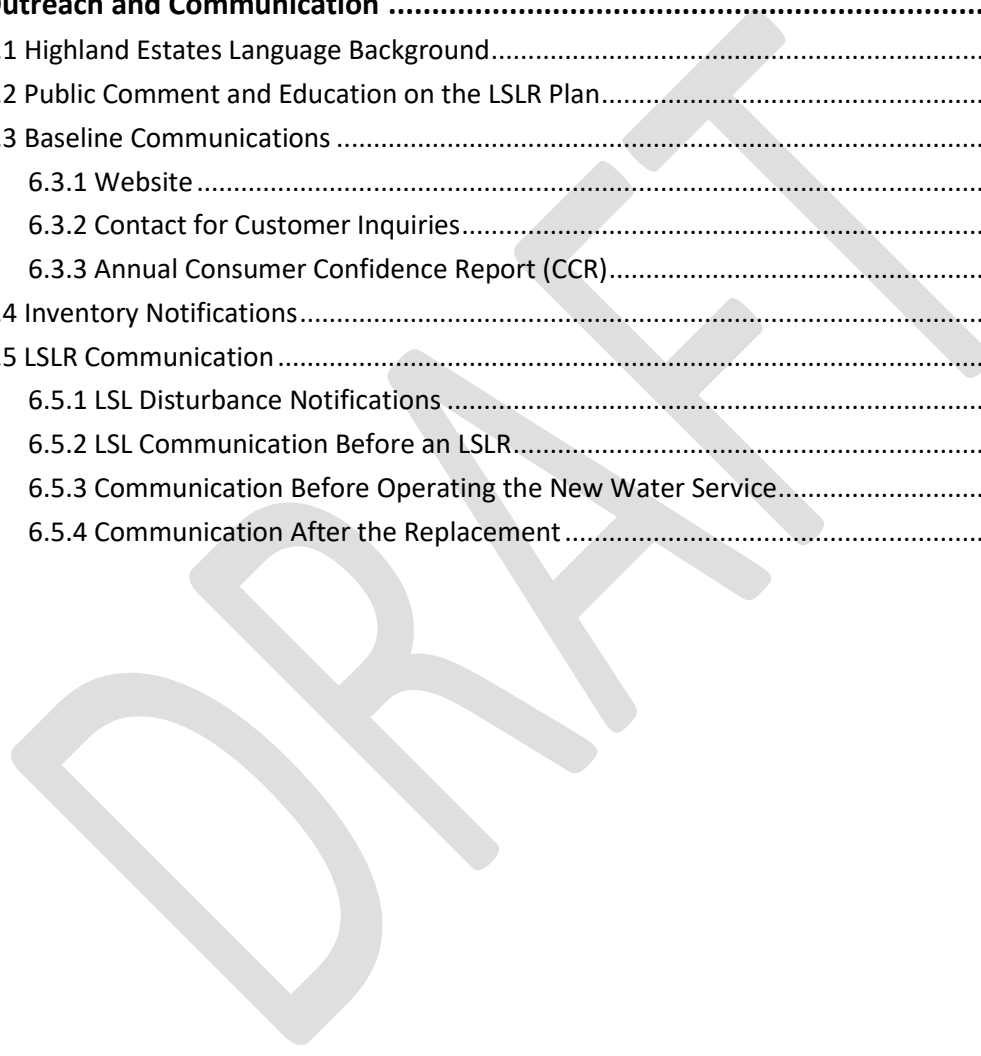 utreach and Communication ........................................................................
.1 Highland Estates Language Background..............................................................
.2 Public Comment and Education on the LSLR Plan................................................
.3 Baseline Communications ..................................................................................
6.3.1 Website ......................................................................................................
6.3.2 Contact for Customer Inquiries..................................................................
6.3.3 Annual Consumer Confidence Report (CCR)...............................................
.4 Inventory Notifications.......................................................................................
.5 LSLR Communication ..........................................................................................
6.5.1 LSL Disturbance Notifications .....................................................................
6.5.2 LSL Communication Before an LSLR............................................................
6.5.3 Communication Before Operating the New Water Service..........................
6.5.4 Communication After the Replacement ......................................................
DRAFT